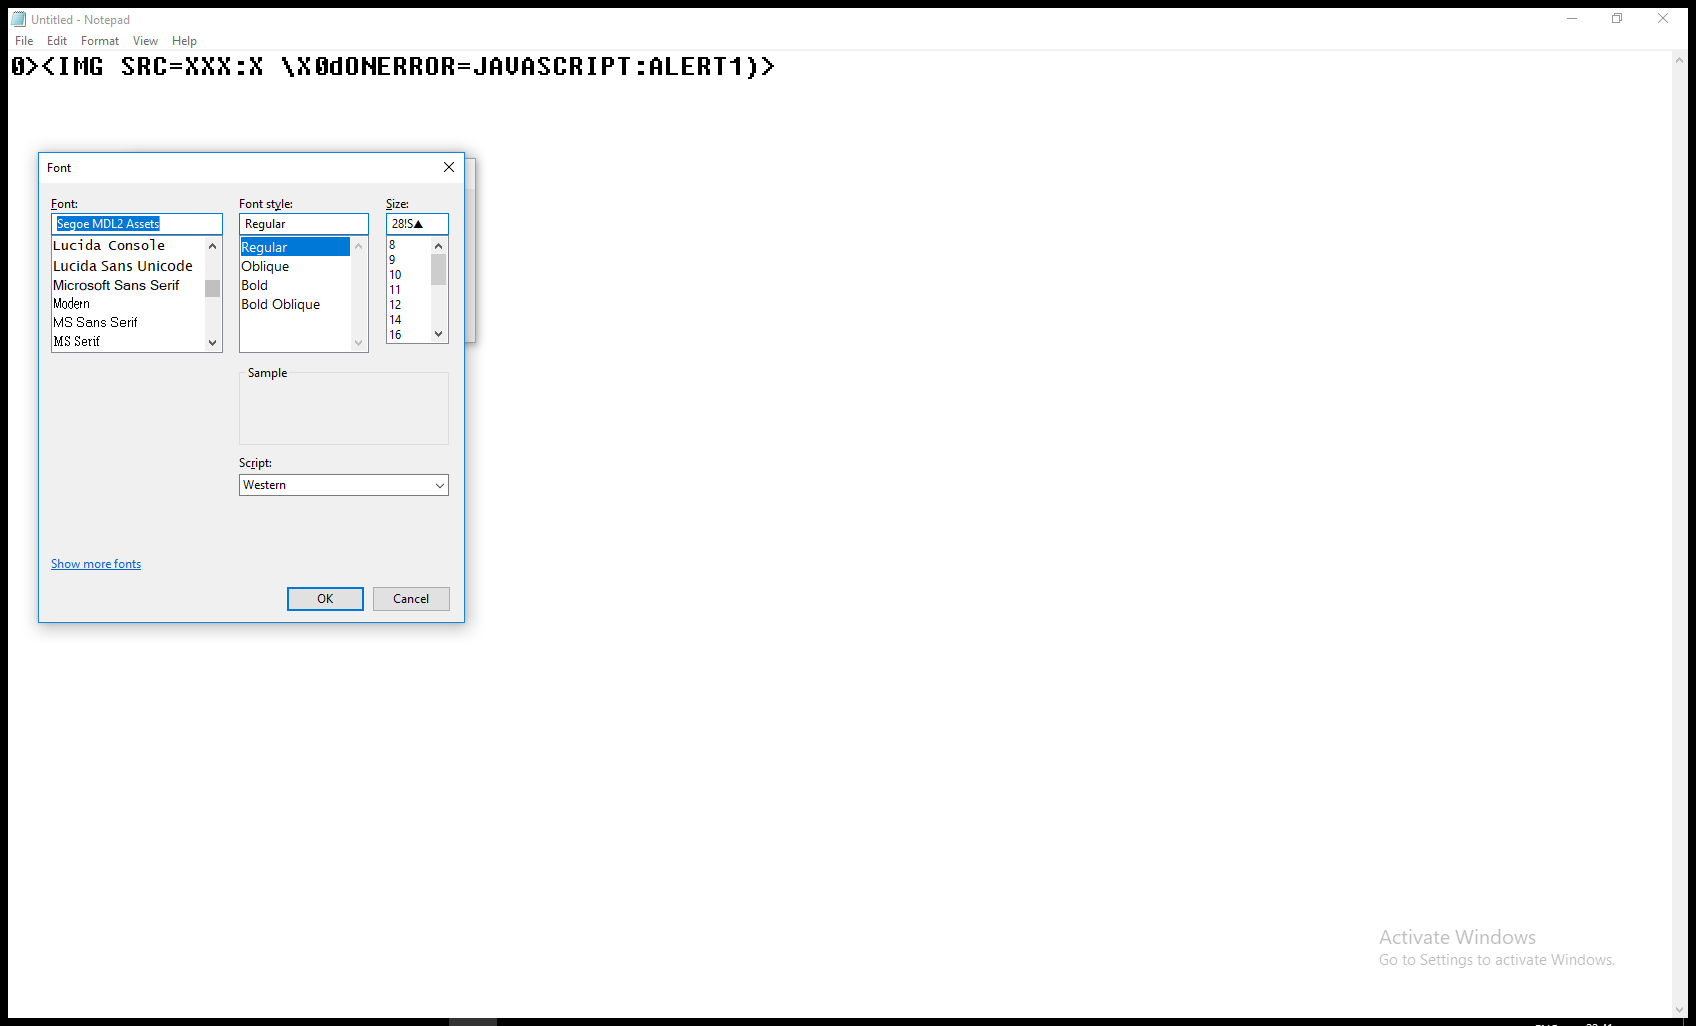 Untitled - Notepad
File Edit Format View Help
0><IMG SRC=XXX:X \X0dONERROR=JAVASCRIPT:ALERT1)>
Font
Font: Font style: Size:
Segoe MDL2 Assets Regular 28!S▲
Lucida Console Regular 8
Lucida Sans Unicode Oblique 9
Microsoft Sans Serif Bold 10
Modern Bold Oblique 11
MS Sans Serif 12
MS Serif 14
16
Sample
Script:
Western
Show more fonts
OK Cancel
Activate Windows
Go to Settings to activate Windows.